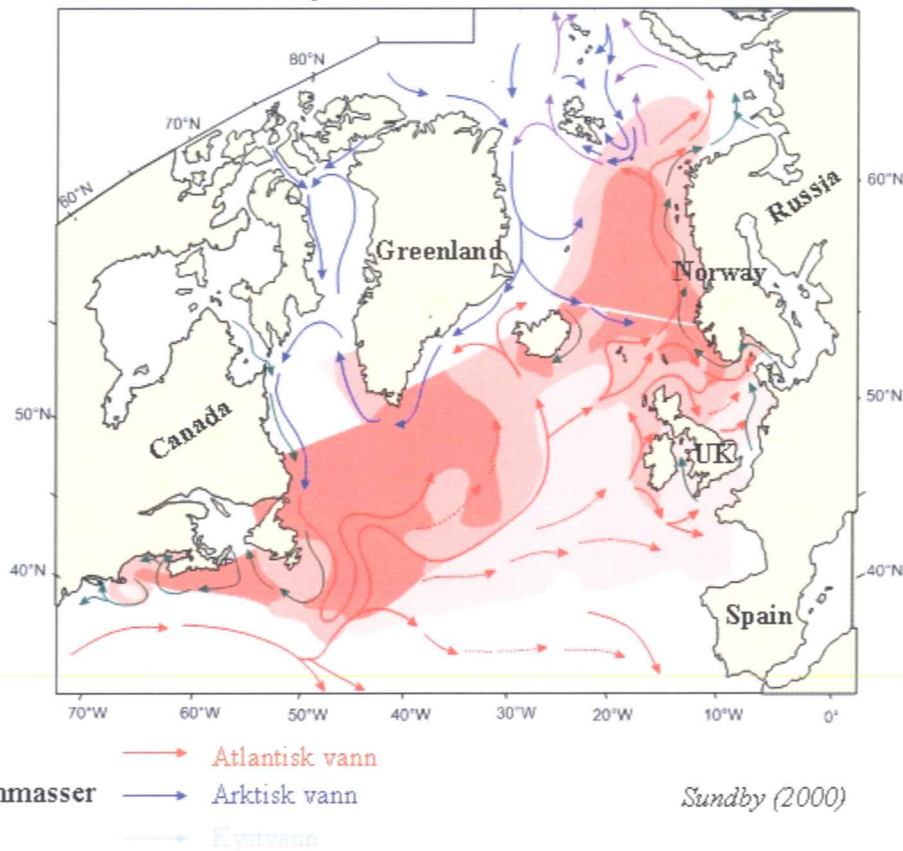 80°N
70°N
60°N
60°N
Russia
Greenland
Norway
50°N
50°N
Canada
UK
40°N
40°N
Spain
70°W 60°W 50°W 40°W 30°W 20°W 10°W 0°
Atlantisk vann
nmasser Arktisk vann Sundby (2000)
Kystvann